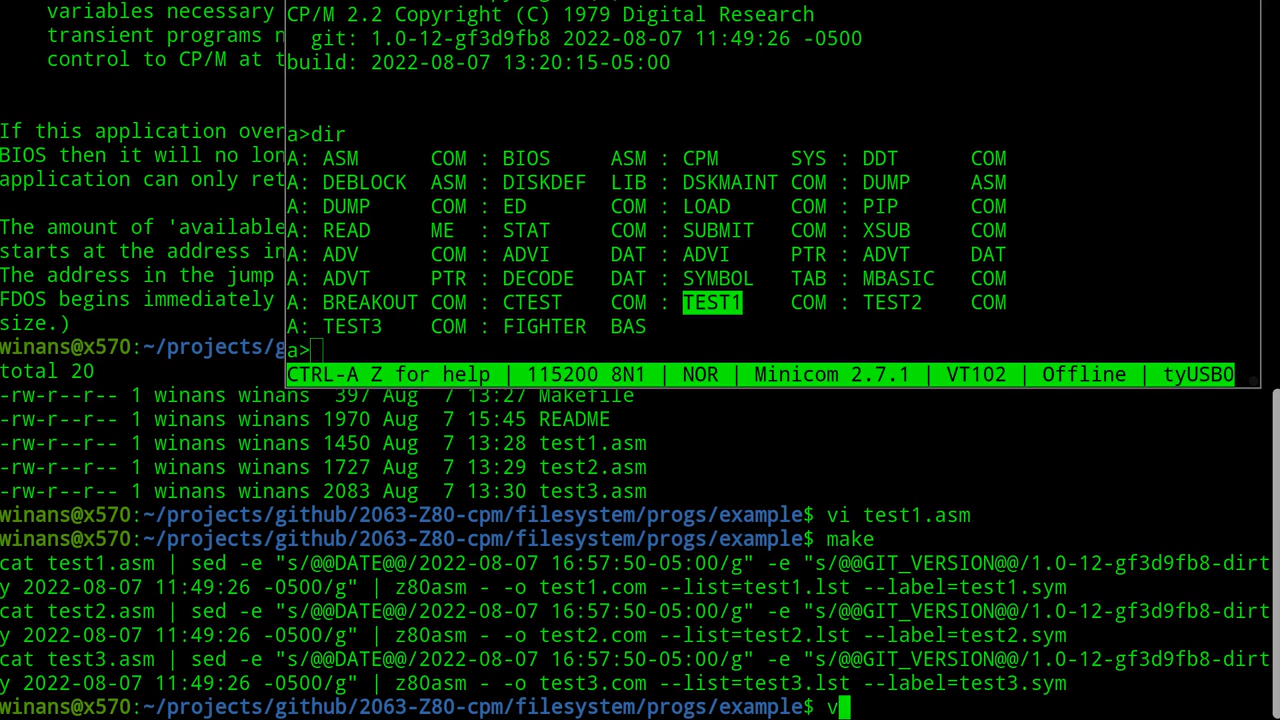 variables necessary
transient programs n
control to CP/M at t
If this application over
BIOS then it will no lon
application can only ret
The amount of 'available
starts at the address in
The address in the jump
FDOS begins immediately
size.)
winans@x570:~/projects/g
total 20
CP/M 2.2 Copyright (C) 1979 Digital Research
git: 1.0-12-gf3d9fb8 2022-08-07 11:49:26 -0500
build: 2022-08-07 13:20:15-05:00
a>dir
A: ASM      COM : BIOS     ASM : CPM      SYS : DDT      COM
A: DEBLOCK  ASM : DISKDEF  LIB : DSKMAINT COM : DUMP     ASM
A: DUMP     COM : ED       COM : LOAD     COM : PIP      COM
A: READ     ME  : STAT     COM : SUBMIT   COM : XSUB     COM
A: ADV      COM : ADVI     DAT : ADVI     PTR : ADVT     DAT
A: ADVT     PTR : DECODE   DAT : SYMBOL   TAB : MBASIC   COM
A: BREAKOUT COM : CTEST    COM : TEST1    COM : TEST2    COM
A: TEST3    COM : FIGHTER  BAS
a>
CTRL-A Z for help | 115200 8N1 | NOR | Minicom 2.7.1 | VT102 | Offline | tyUSB0
-rw-r--r-- 1 winans winans  397 Aug  7 13:27 Makefile
-rw-r--r-- 1 winans winans 1970 Aug  7 15:45 README
-rw-r--r-- 1 winans winans 1450 Aug  7 13:28 test1.asm
-rw-r--r-- 1 winans winans 1727 Aug  7 13:29 test2.asm
-rw-r--r-- 1 winans winans 2083 Aug  7 13:30 test3.asm
winans@x570:~/projects/github/2063-Z80-cpm/filesystem/progs/example$ vi test1.asm
winans@x570:~/projects/github/2063-Z80-cpm/filesystem/progs/example$ make
cat test1.asm | sed -e "s/@@DATE@@/2022-08-07 16:57:50-05:00/g" -e "s/@@GIT_VERSION@@/1.0-12-gf3d9fb8-dirt
y 2022-08-07 11:49:26 -0500/g" | z80asm - -o test1.com --list=test1.lst --label=test1.sym
cat test2.asm | sed -e "s/@@DATE@@/2022-08-07 16:57:50-05:00/g" -e "s/@@GIT_VERSION@@/1.0-12-gf3d9fb8-dirt
y 2022-08-07 11:49:26 -0500/g" | z80asm - -o test2.com --list=test2.lst --label=test2.sym
cat test3.asm | sed -e "s/@@DATE@@/2022-08-07 16:57:50-05:00/g" -e "s/@@GIT_VERSION@@/1.0-12-gf3d9fb8-dirt
y 2022-08-07 11:49:26 -0500/g" | z80asm - -o test3.com --list=test3.lst --label=test3.sym
winans@x570:~/projects/github/2063-Z80-cpm/filesystem/progs/example$ v